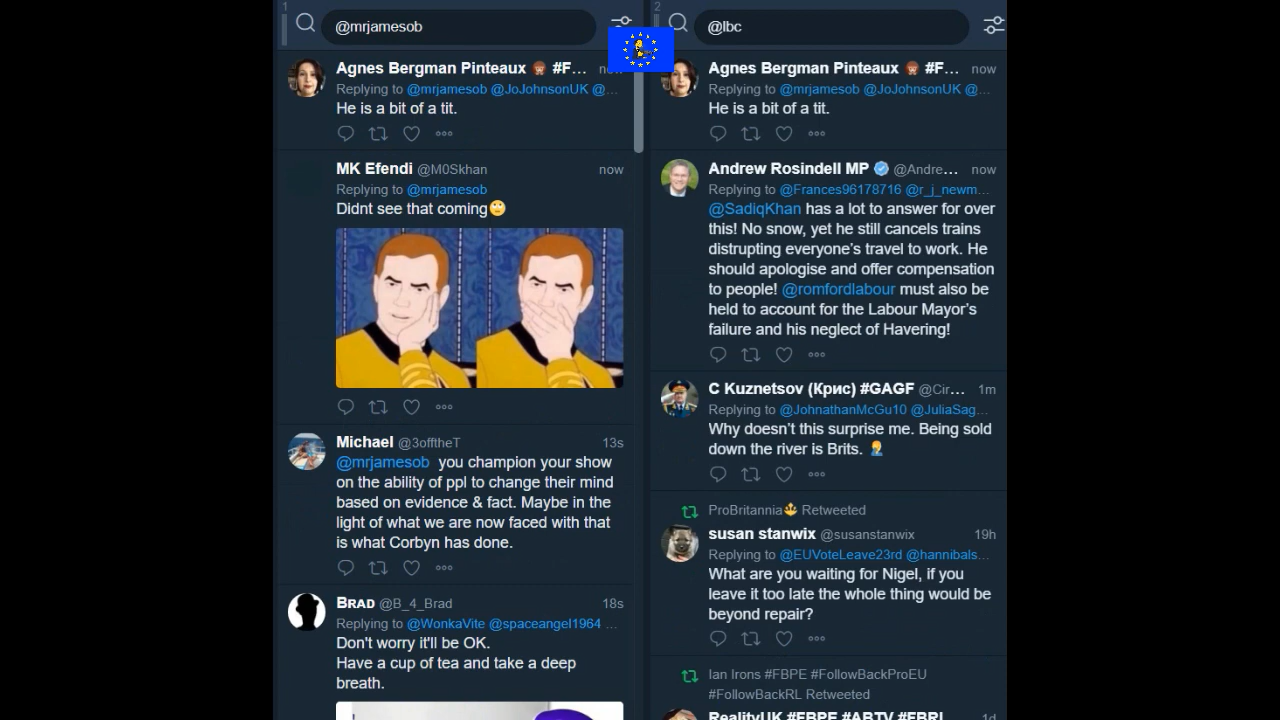 1
@mrjamesob
Agnes Bergman Pinteaux #F... now
Replying to @mrjamesob @JoJohnsonUK @...
He is a bit of a tit.
MK Efendi @M0Skhan now
Replying to @mrjamesob
Didnt see that coming🙄
Michael @3offtheT 13s
@mrjamesob you champion your show
on the ability of ppl to change their mind
based on evidence & fact. Maybe in the
light of what we are now faced with that
is what Corbyn has done.
Brad @B_4_Brad 18s
Replying to @WonkaVite @spaceangel1964 ...
Don't worry it'll be OK.
Have a cup of tea and take a deep
breath.
2
@lbc
Agnes Bergman Pinteaux #F... now
Replying to @mrjamesob @JoJohnsonUK @...
He is a bit of a tit.
Andrew Rosindell MP @Andre... now
Replying to @Frances96178716 @r_j_newm...
@SadiqKhan has a lot to answer for over
this! No snow, yet he still cancels trains
distrupting everyone's travel to work. He
should apologise and offer compensation
to people! @romfordlabour must also be
held to account for the Labour Mayor's
failure and his neglect of Havering!
C Kuznetsov (Крис) #GAGF @Cir... 1m
Replying to @JohnathanMcGu10 @JuliaSag...
Why doesn't this surprise me. Being sold
down the river is Brits.
ProBritannia🔱 Retweeted
susan stanwix @susanstanwix 19h
Replying to @EUVoteLeave23rd @hannibals...
What are you waiting for Nigel, if you
leave it too late the whole thing would be
beyond repair?
Ian Irons #FBPE #FollowBackProEU
#FollowBackRL Retweeted
RealityUK #FBPE #ABTV #FBRL 1d